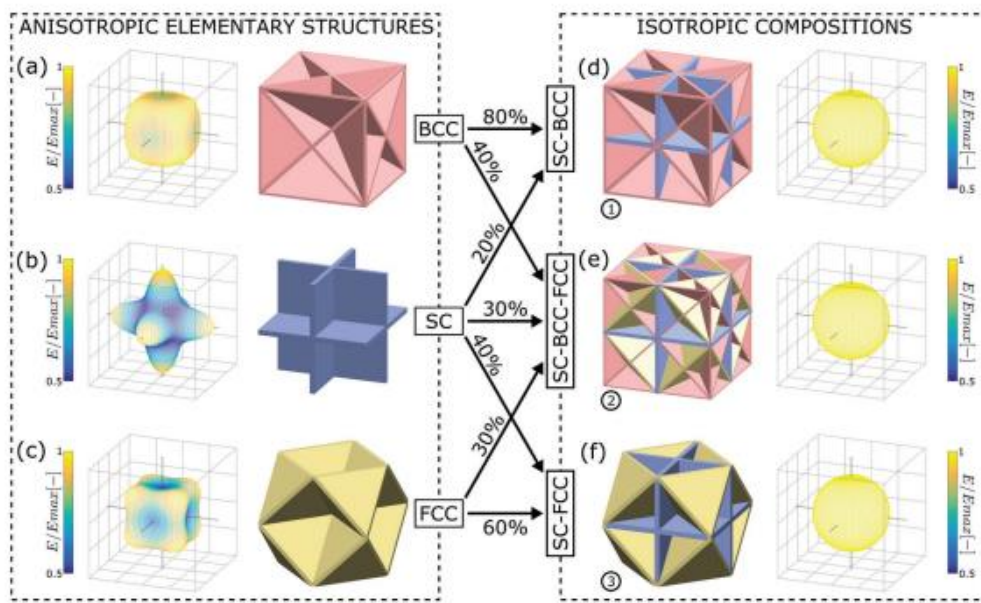 ANISOTROPIC ELEMENTARY STRUCTURES
ISOTROPIC COMPOSITIONS
(a)
1
E/Emax[−]
0.5
BCC
80%
40%
SC-BCC
(d)
1
1
E/Emax[−]
0.5
20%
(b)
1
E/Emax[−]
0.5
SC
30%
40%
SC-BCC-FCC
(e)
2
1
E/Emax[−]
0.5
30%
(c)
1
E/Emax[−]
0.5
FCC
60%
SC-FCC
(f)
3
1
E/Emax[−]
0.5